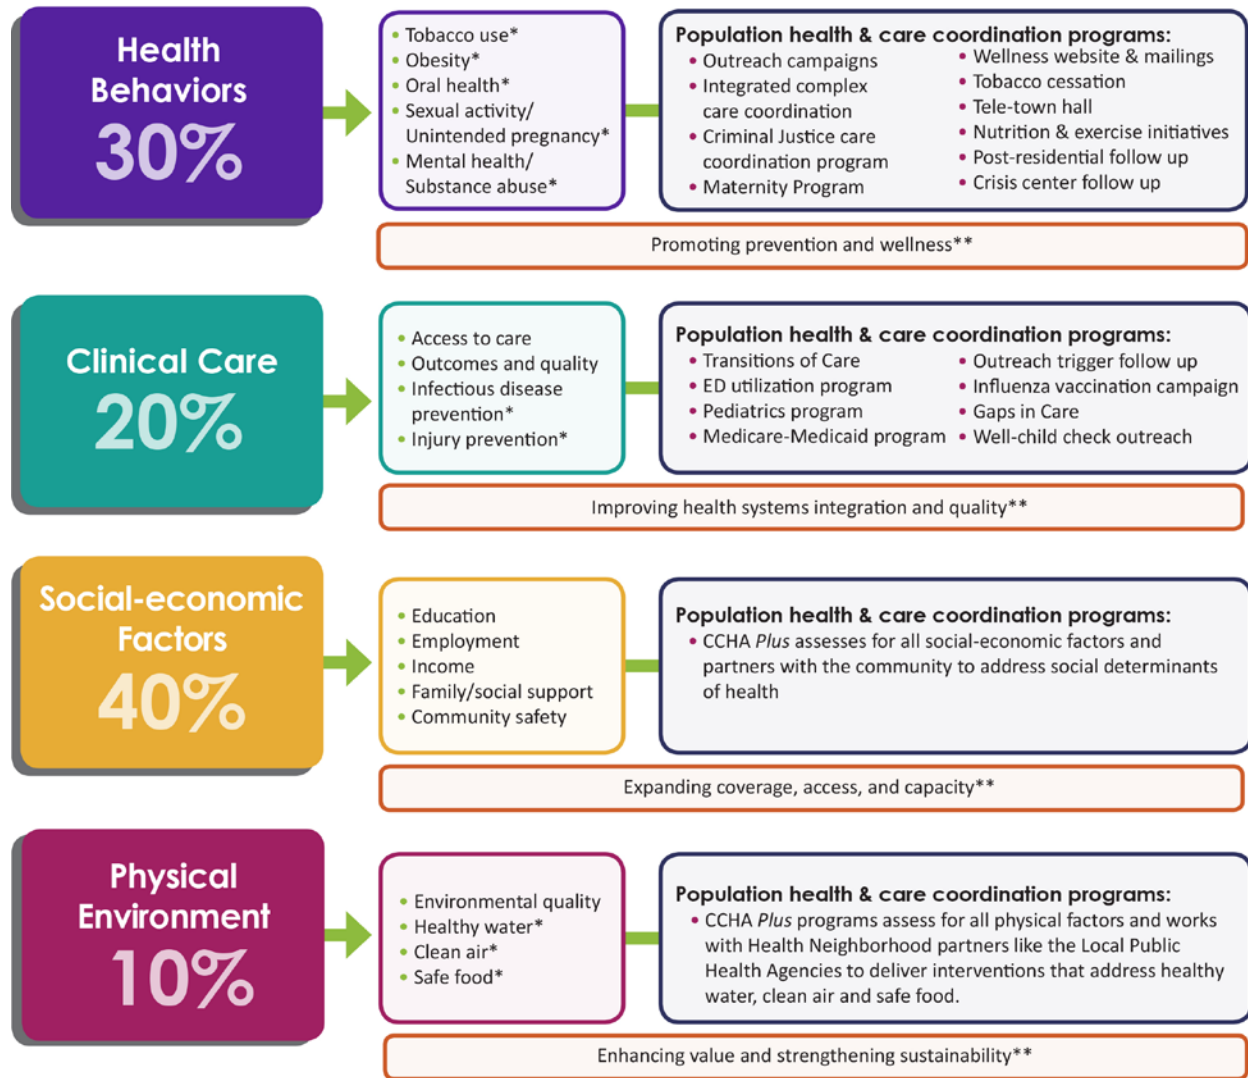 Health
Behaviors
30%
• Tobacco use*
• Obesity*
• Oral health*
• Sexual activity/
Unintended pregnancy*
• Mental health/
Substance abuse*
Population health & care coordination programs:
• Outreach campaigns
• Integrated complex
care coordination
• Criminal Justice care
coordination program
• Maternity Program
• Wellness website & mailings
• Tobacco cessation
• Tele-town hall
• Nutrition & exercise initiatives
• Post-residential follow up
• Crisis center follow up
Promoting prevention and wellness**
Clinical Care
20%
• Access to care
• Outcomes and quality
• Infectious disease
prevention*
• Injury prevention*
Population health & care coordination programs:
• Transitions of Care
• ED utilization program
• Pediatrics program
• Medicare-Medicaid program
• Outreach trigger follow up
• Influenza vaccination campaign
• Gaps in Care
• Well-child check outreach
Improving health systems integration and quality**
Social-economic
Factors
40%
• Education
• Employment
• Income
• Family/social support
• Community safety
Population health & care coordination programs:
• CCHA Plus assesses for all social-economic factors and
partners with the community to address social determinants
of health
Expanding coverage, access, and capacity**
Physical
Environment
10%
• Environmental quality
• Healthy water*
• Clean air*
• Safe food*
Population health & care coordination programs:
• CCHA Plus programs assess for all physical factors and works
with Health Neighborhood partners like the Local Public
Health Agencies to deliver interventions that address healthy
water, clean air and safe food.
Enhancing value and strengthening sustainability**